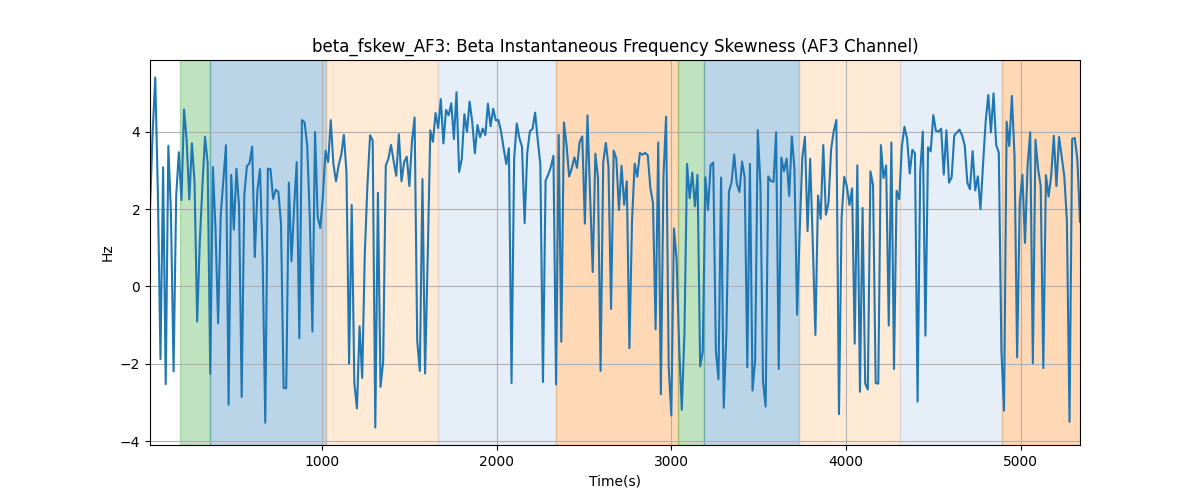 beta_fskew_AF3: Beta Instantaneous Frequency Skewness (AF3 Channel)
4
2
0
−2
−4
Hz
1000 2000 3000 4000 5000
Time(s)